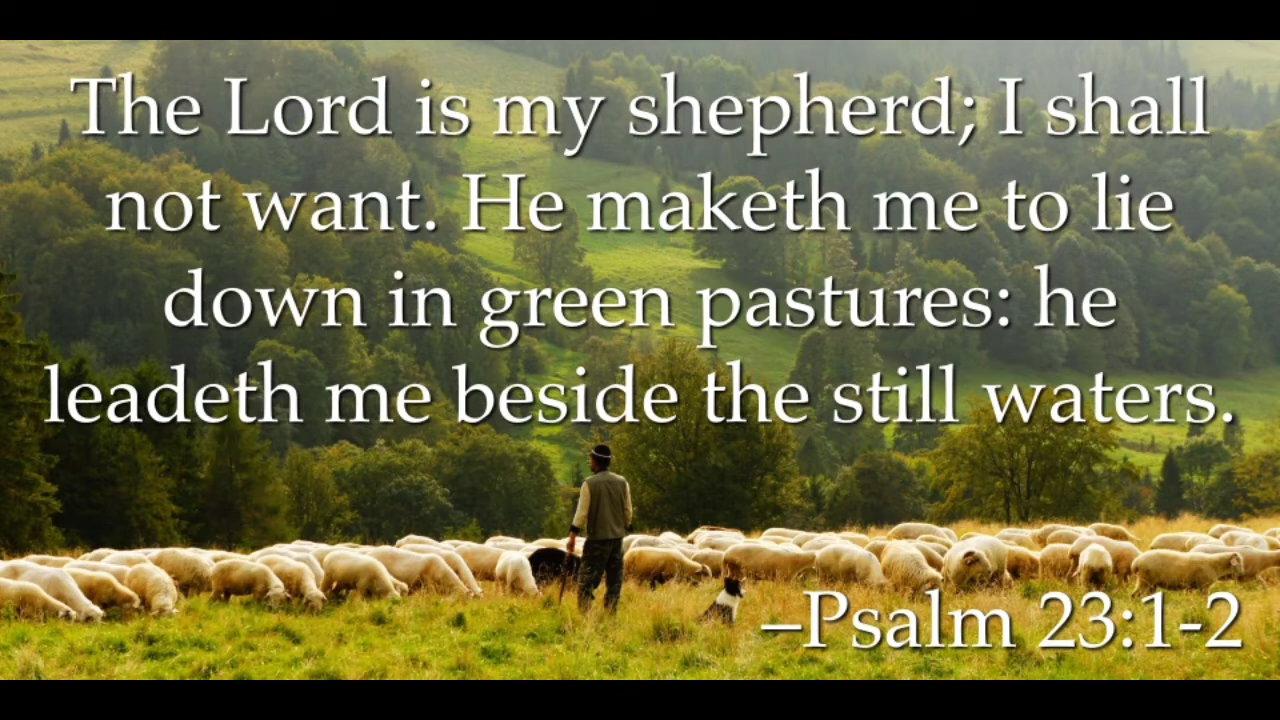 The Lord is my shepherd; I shall
not want. He maketh me to lie
down in green pastures: he
leadeth me beside the still waters.
–Psalm 23:1-2